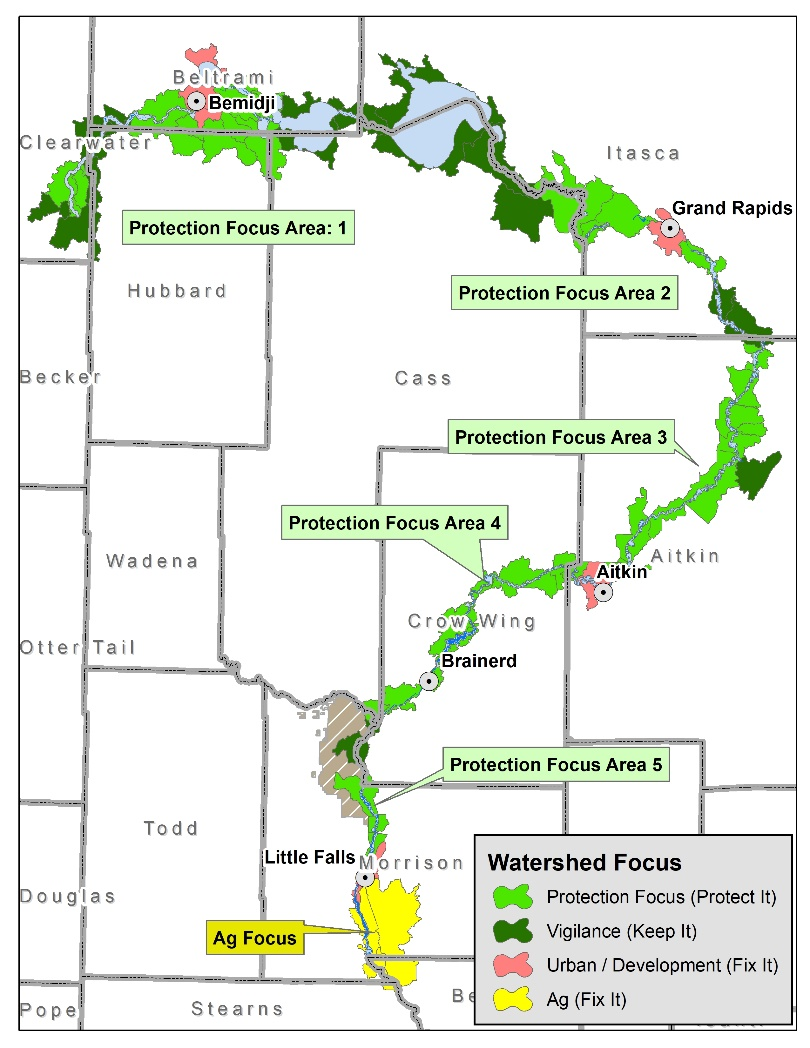 Beltrami
Bemidji
Clearwater
Itasca
Grand Rapids
Protection Focus Area: 1
Hubbard
Protection Focus Area 2
Becker
Cass
Protection Focus Area 3
Protection Focus Area 4
Wadena
Aitkin
Aitkin
Crow Wing
Otter Tail
Brainerd
Protection Focus Area 5
Todd
Little Falls
Morrison
Douglas
Ag Focus
Pope
Stearns
Be
Watershed Focus
Protection Focus (Protect It)
Vigilance (Keep It)
Urban / Development (Fix It)
Ag (Fix It)